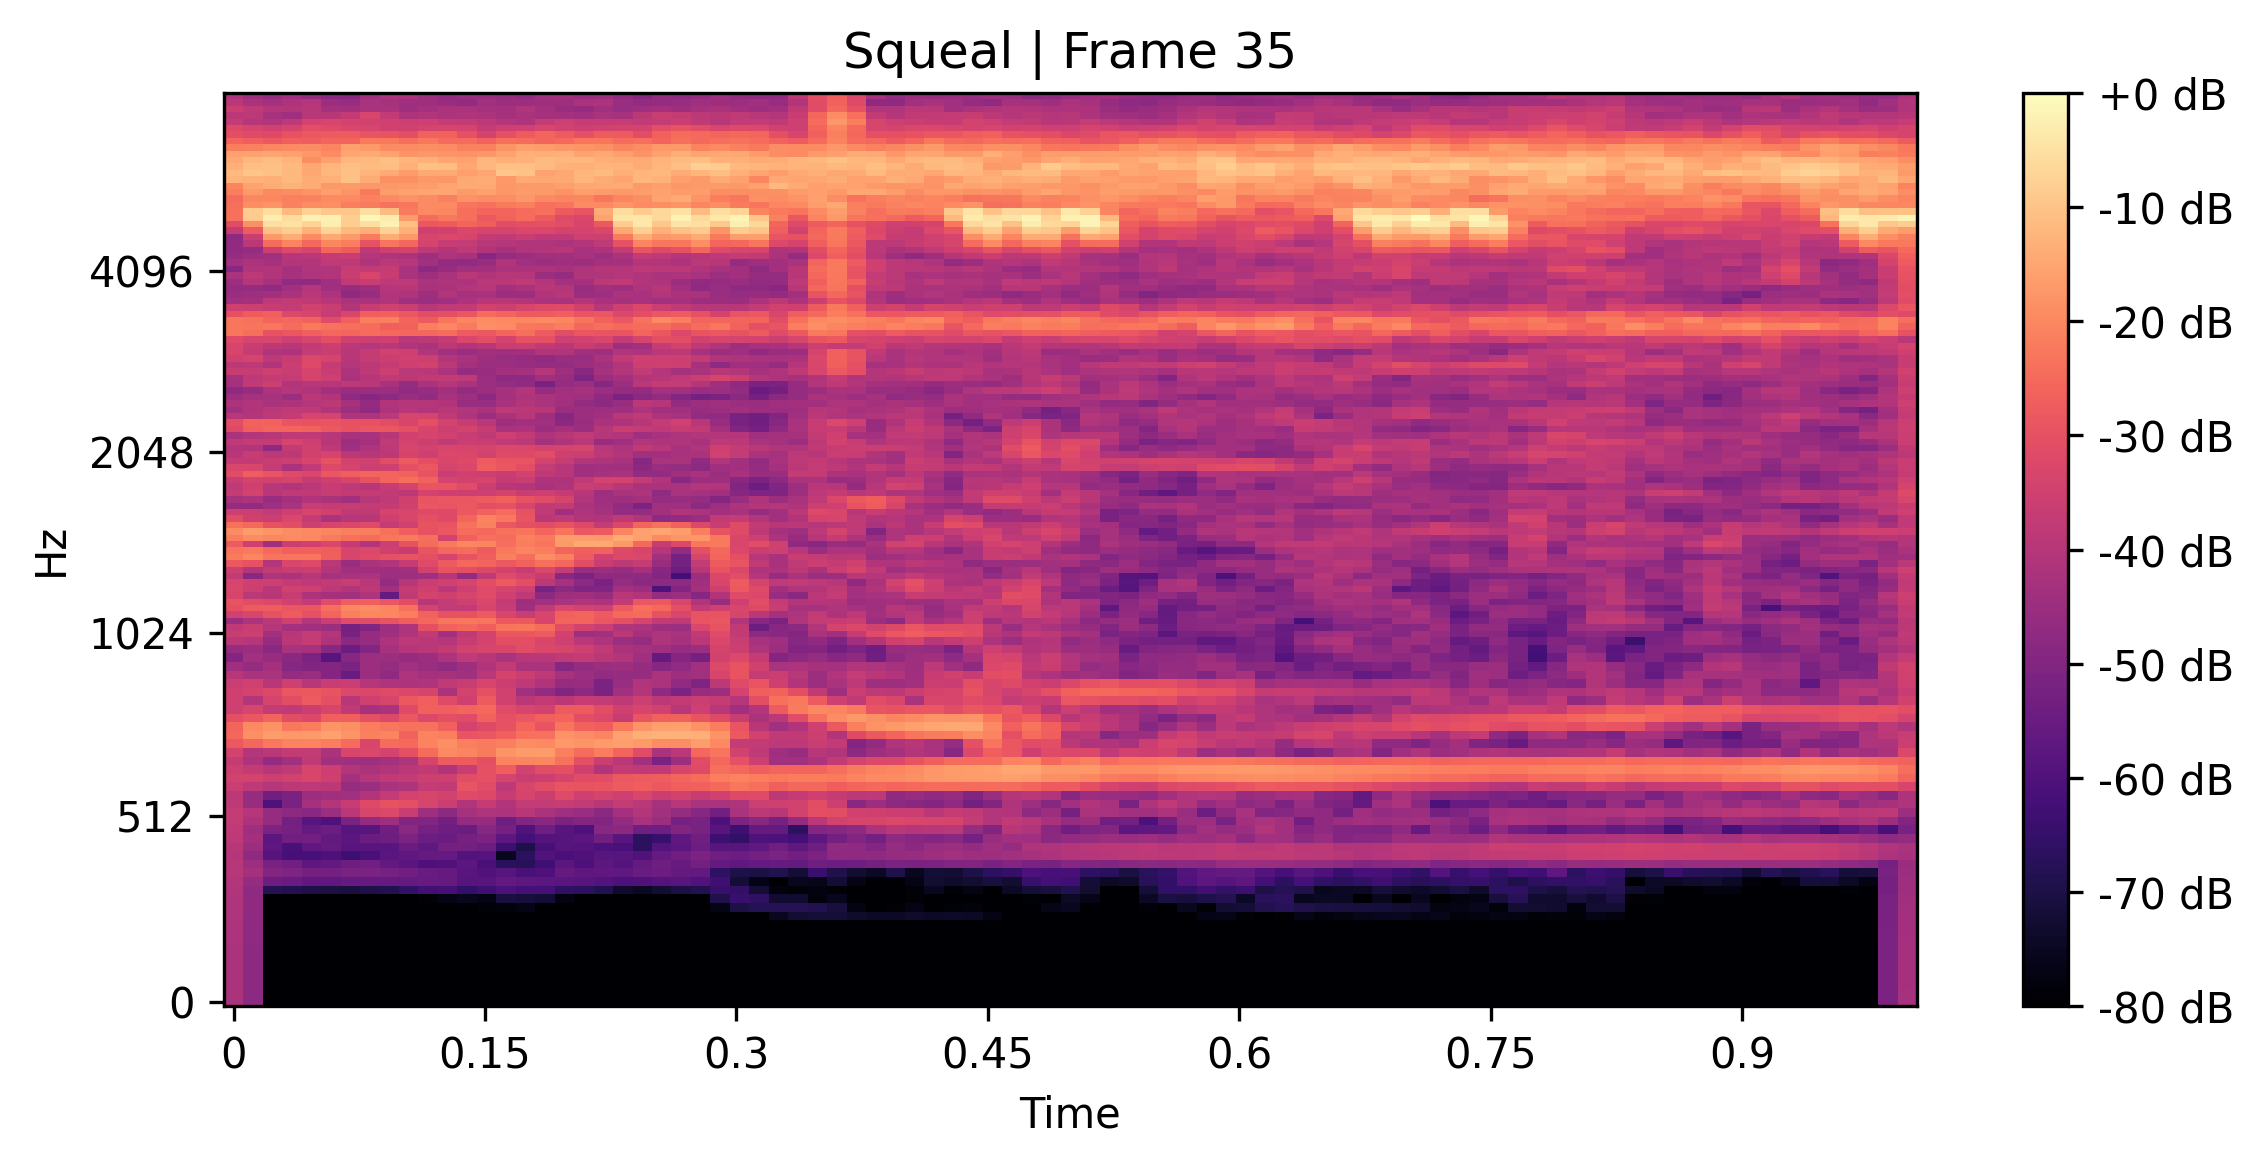 Squeal | Frame 35
+0 dB
-10 dB
-20 dB
-30 dB
-40 dB
-50 dB
-60 dB
-70 dB
-80 dB
Hz
4096
2048
1024
512
0
0 0.15 0.3 0.45 0.6 0.75 0.9
Time